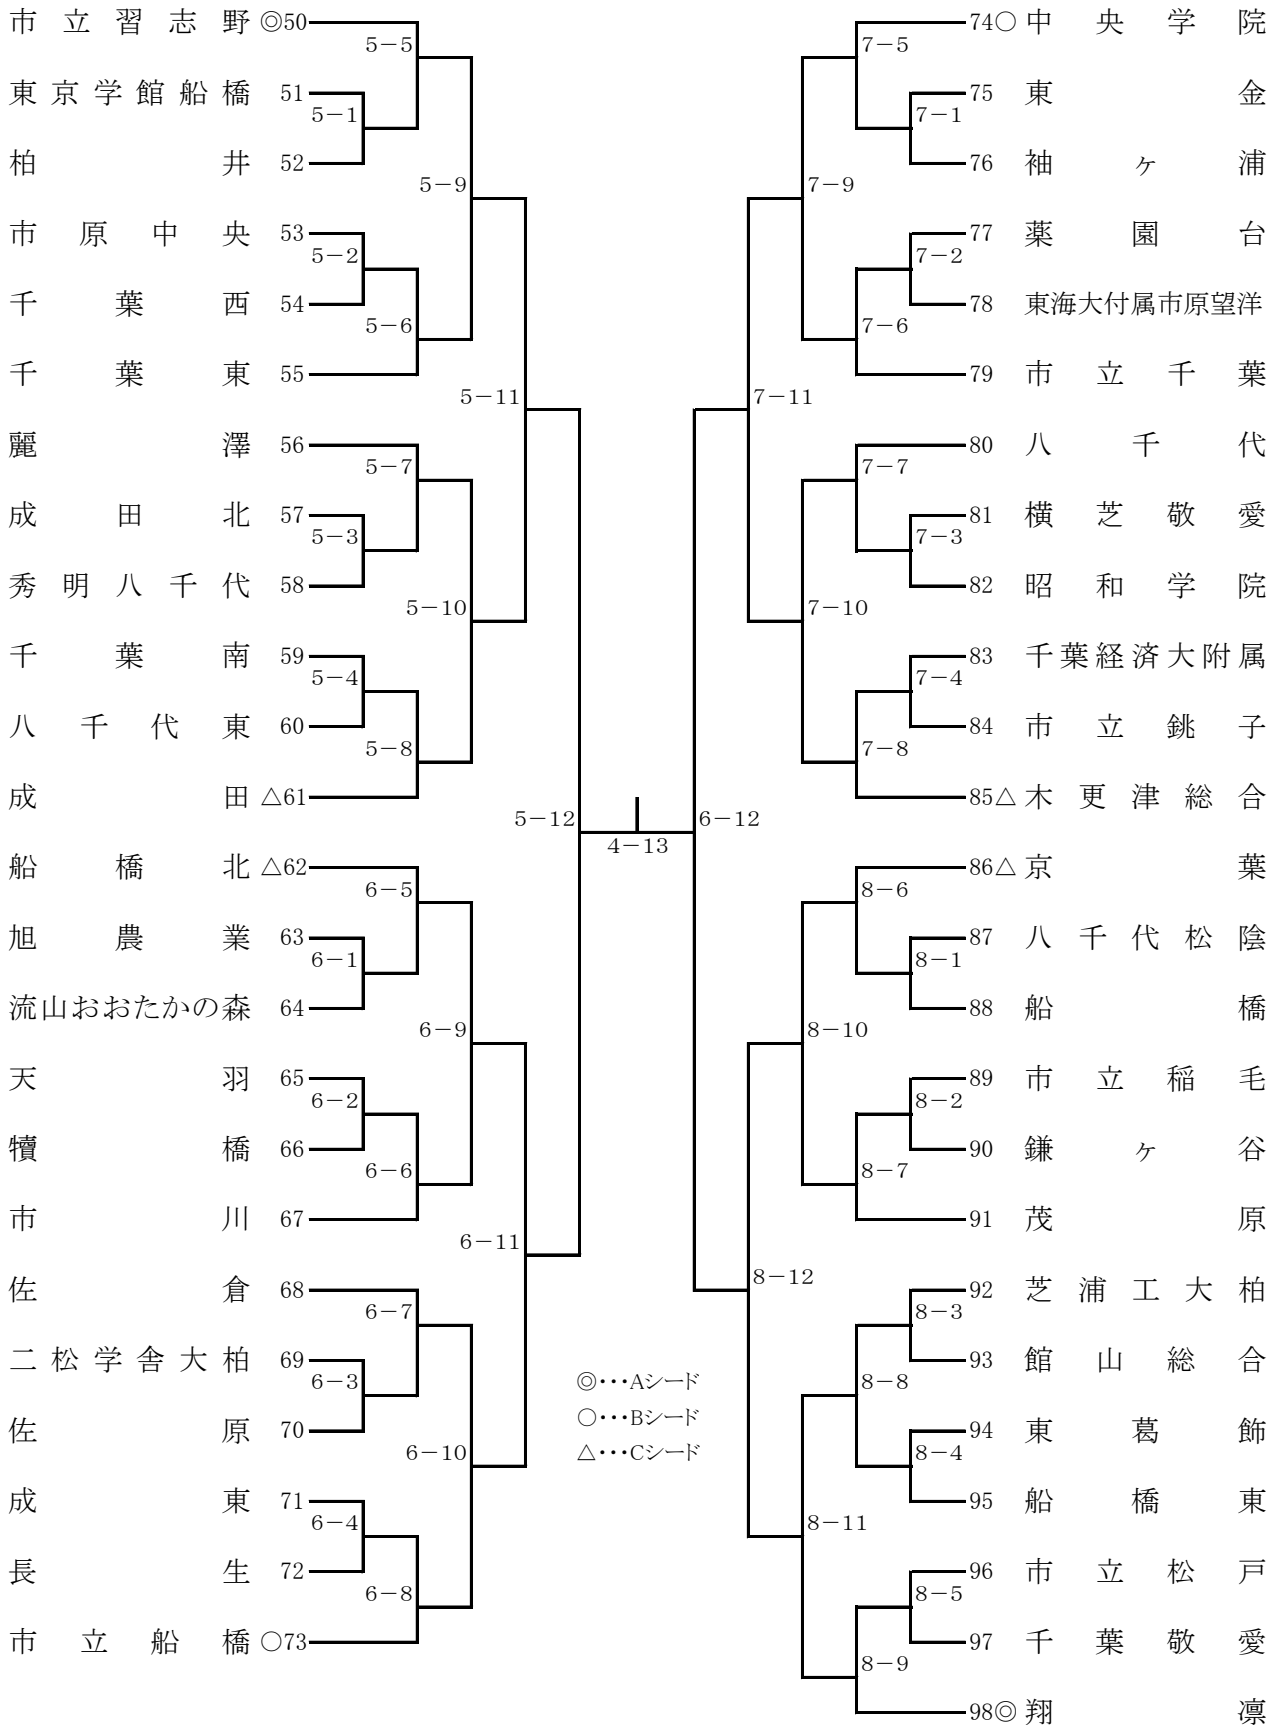 市立習志野 ◎50
5-5
東京学館船橋 51
5-1
柏井 52
5-9
市原中央 53
5-2
千葉西 54
5-6
千葉東 55
5-11
麗澤 56
5-7
成田北 57
5-3
秀明八千代 58
5-10
千葉南 59
5-4
八千代東 60
5-8
成田 △61
5-12
船橋北 △62
6-5
旭農業 63
6-1
流山おおたかの森 64
6-9
天羽 65
6-2
犢橋 66
6-6
市川 67
6-11
佐倉 68
6-7
二松学舎大柏 69
6-3
佐原 70
6-10
成東 71
6-4
長生 72
6-8
市立船橋 ○73
4-13
◎･･･Aシード
○･･･Bシード
△･･･Cシード
74○ 中央学院
7-5
75 東金
7-1
76 袖ヶ浦
7-9
77 薬園台
7-2
78 東海大付属市原望洋
7-6
79 市立千葉
7-11
80 八千代
7-7
81 横芝敬愛
7-3
82 昭和学院
7-10
83 千葉経済大附属
7-4
84 市立銚子
7-8
85△ 木更津総合
6-12
86△ 京葉
8-6
87 八千代松陰
8-1
88 船橋
8-10
89 市立稲毛
8-2
90 鎌ヶ谷
8-7
91 茂原
8-12
92 芝浦工大柏
8-3
93 館山総合
8-8
94 東葛飾
8-4
95 船橋東
8-11
96 市立松戸
8-5
97 千葉敬愛
8-9
98◎ 翔凛